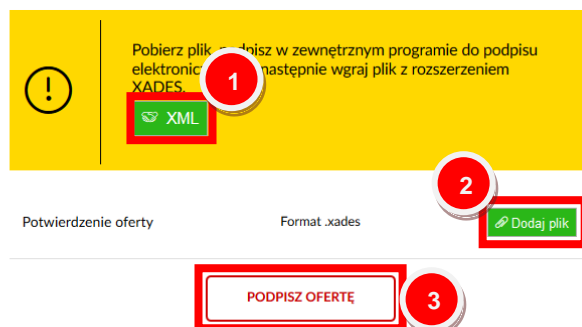 Pobierz plik, podpisz w zewnętrznym programie do podpisu
następnie wgraj plik z rozszerzeniem
XADES.
1
XML
2
Potwierdzenie oferty Format .xades Dodaj plik
PODPISZ OFERTĘ 3